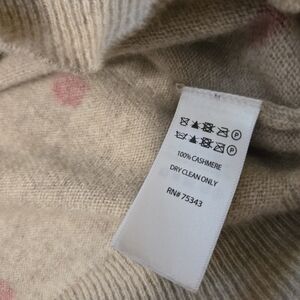 P
P
100% CASHMERE
DRY CLEAN ONLY
RN# 75343